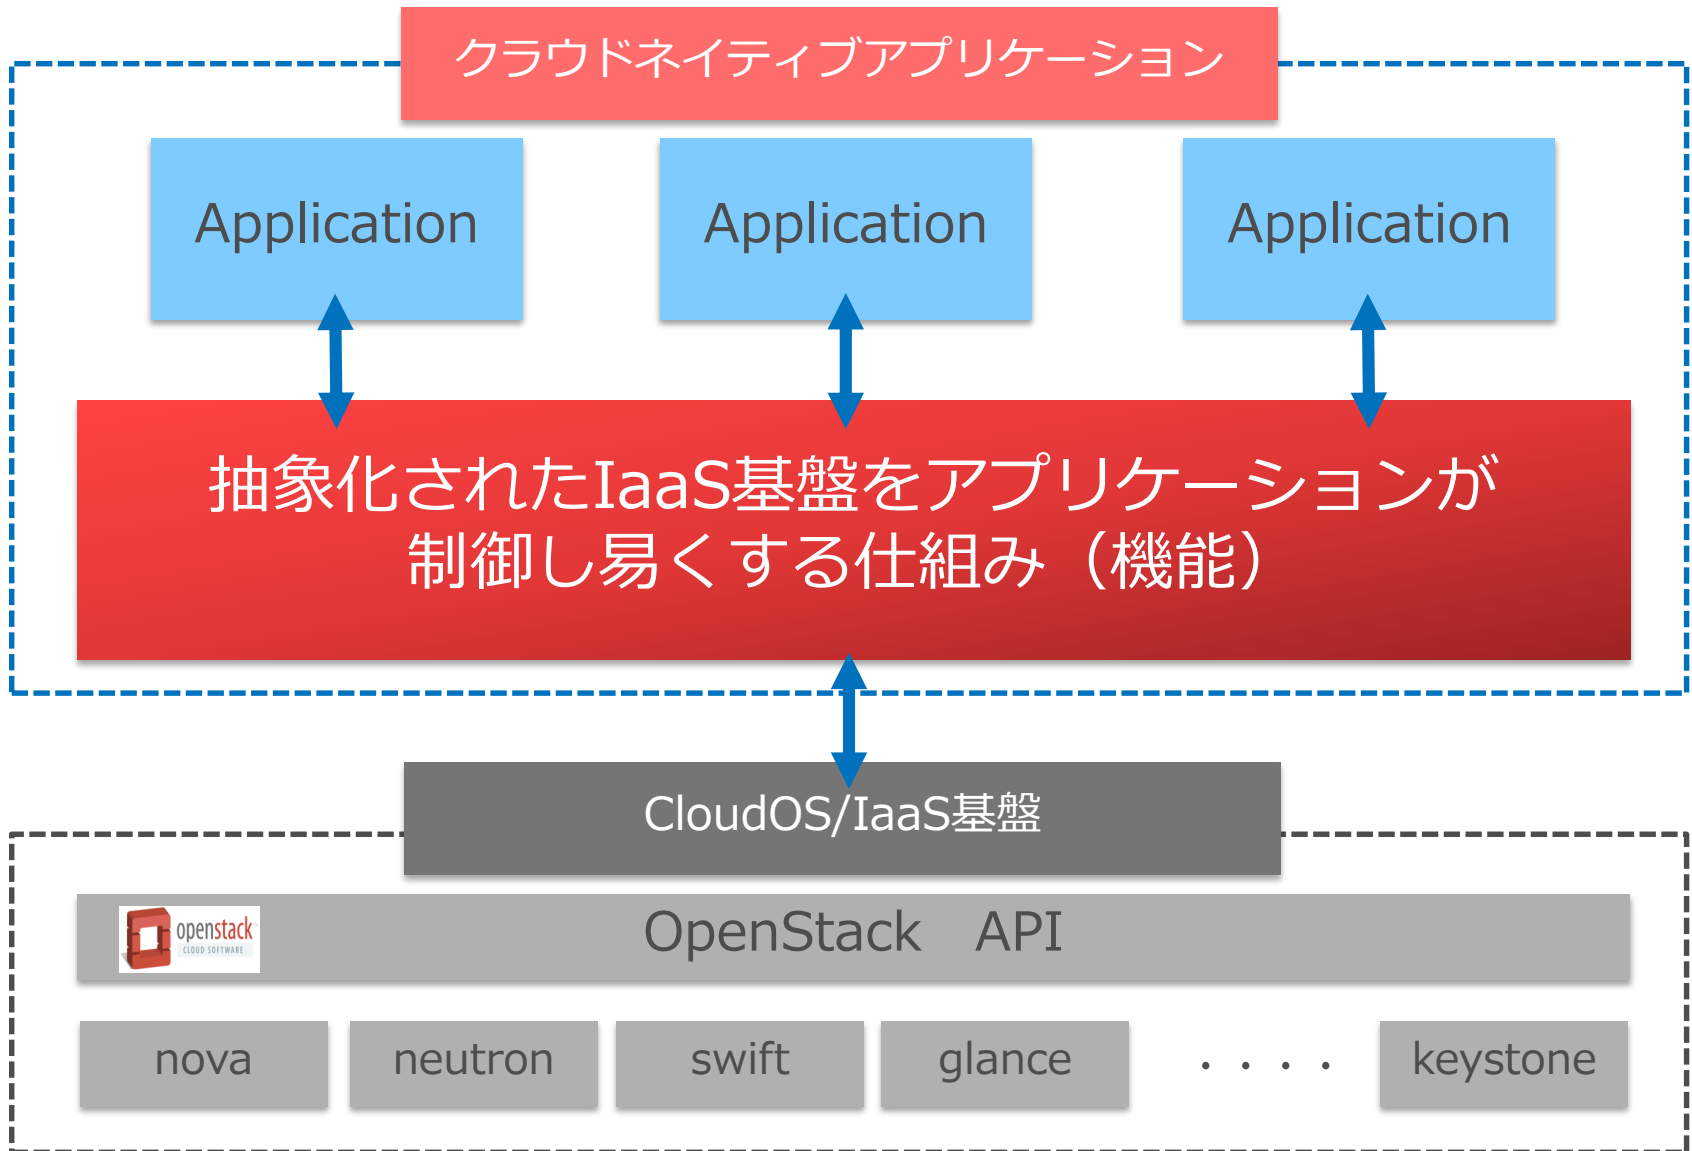 クラウドネイティブアプリケーション
Application
Application
Application
抽象化されたIaaS基盤をアプリケーションが
制御し易くする仕組み（機能）
CloudOS/IaaS基盤
openstack
CLOUD SOFTWARE
OpenStack　API
nova
neutron
swift
glance
・・・・
keystone